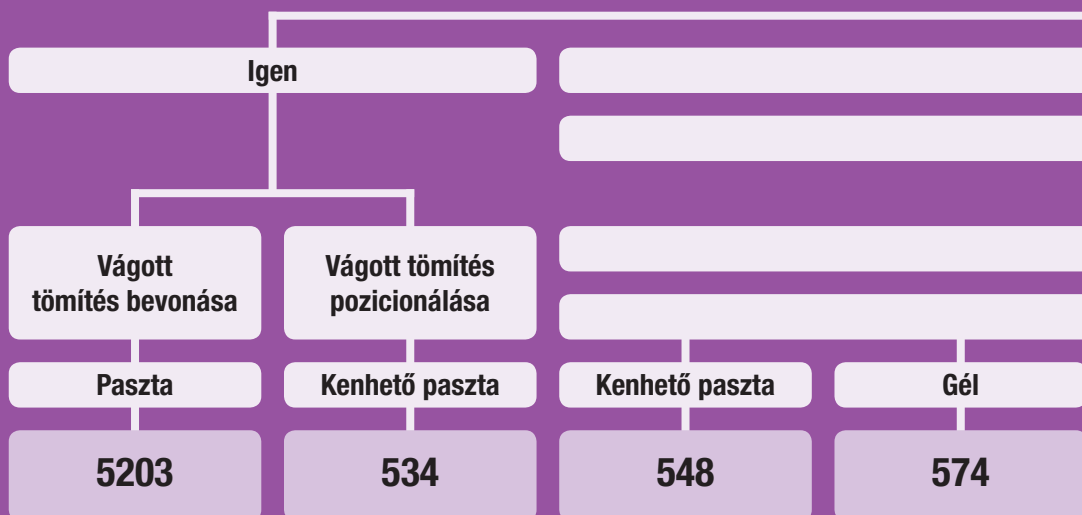 Igen
Vágott
tömítés bevonása
Vágott tömítés
pozicionálása
Paszta
Kenhető paszta
Kenhető paszta
Gél
5203
534
548
574